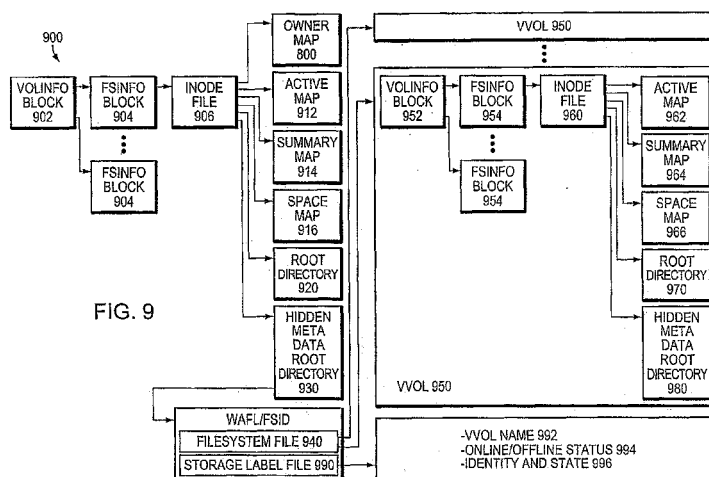 900
VOLINFO
BLOCK
902
FSINFO
BLOCK
904
FSINFO
BLOCK
904
INODE
FILE
906
OWNER
MAP
800
ACTIVE
MAP
912
SUMMARY
MAP
914
SPACE
MAP
916
ROOT
DIRECTORY
920
HIDDEN
META
DATA
ROOT
DIRECTORY
930
FIG. 9
WAFL/FSID
FILESYSTEM FILE 940
STORAGE LABEL FILE 990
VVOL 950
VOLINFO
BLOCK
952
FSINFO
BLOCK
954
FSINFO
BLOCK
954
INODE
FILE
960
ACTIVE
MAP
962
SUMMARY
MAP
964
SPACE
MAP
966
ROOT
DIRECTORY
970
HIDDEN
META
DATA
ROOT
DIRECTORY
980
VVOL 950
-VVOL NAME 992
-ONLINE/OFFLINE STATUS 994
-IDENTITY AND STATE 996